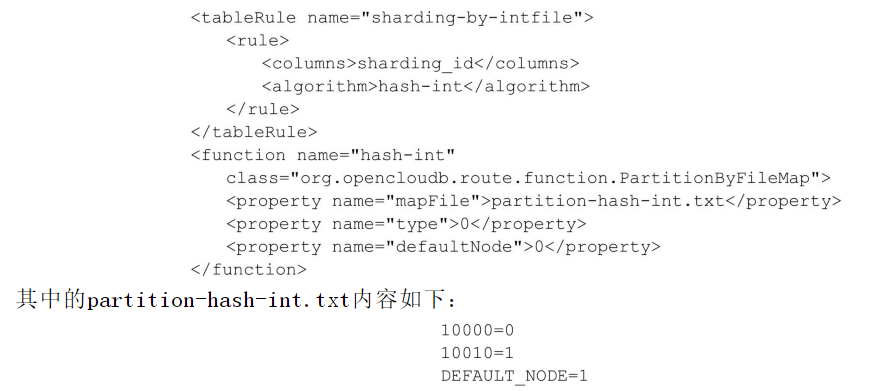 <tableRule name="sharding-by-intfile">
<rule>
<columns>sharding_id</columns>
<algorithm>hash-int</algorithm>
</rule>
</tableRule>
<function name="hash-int"
class="org.opencloudb.route.function.PartitionByFileMap">
<property name="mapFile">partition-hash-int.txt</property>
<property name="type">0</property>
<property name="defaultNode">0</property>
</function>
其中的partition-hash-int.txt内容如下：
10000=0
10010=1
DEFAULT_NODE=1